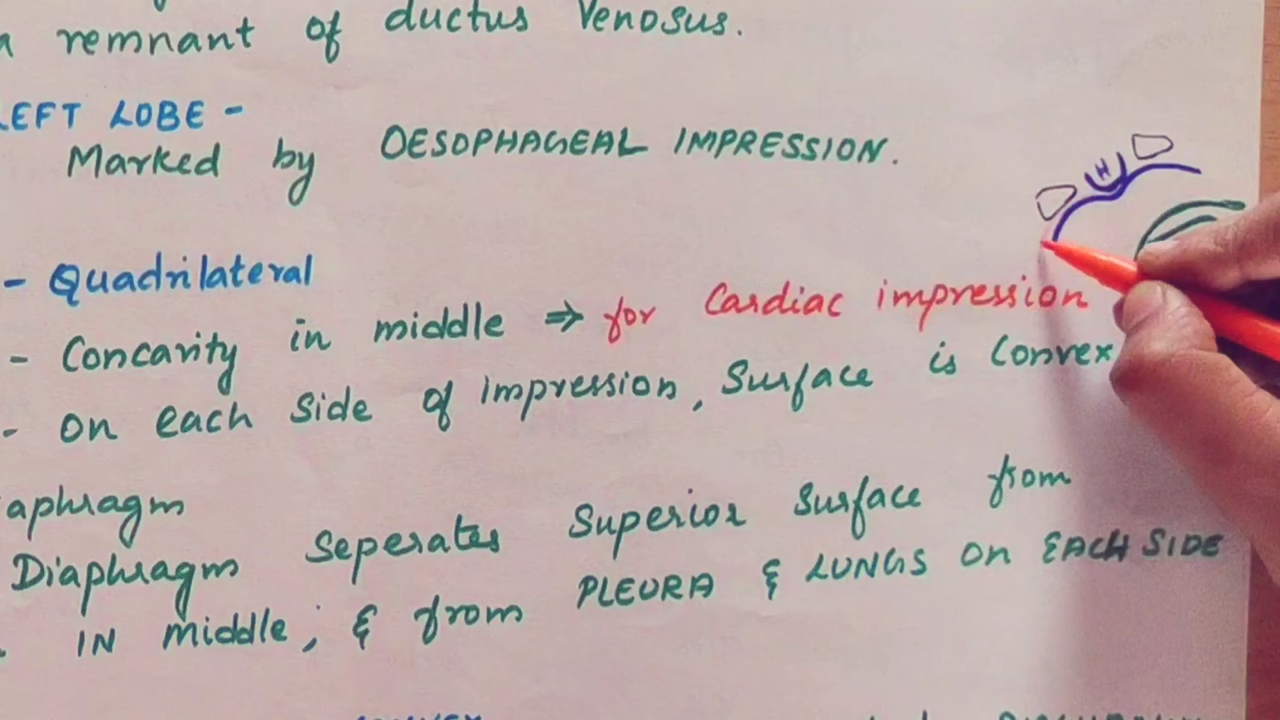 a remnant of ductus Venosus.
LEFT LOBE -
Marked by OESOPHAGEAL IMPRESSION.
H
- Quadrilateral
- Concavity in middle ⇒ for Cardiac impression
- On each side of impression, Surface is Convex
aphragm
Diaphragm seperates Superior Surface from
IN middle, & from PLEURA & LUNGS On EACH SIDE